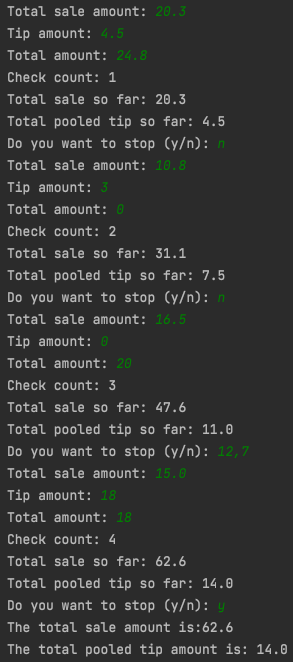 Total sale amount: 20.3
Tip amount: 4.5
Total amount: 24.8
Check count: 1
Total sale so far: 20.3
Total pooled tip so far: 4.5
Do you want to stop (y/n): n
Total sale amount: 10.8
Tip amount: 3
Total amount: 0
Check count: 2
Total sale so far: 31.1
Total pooled tip so far: 7.5
Do you want to stop (y/n): n
Total sale amount: 16.5
Tip amount: 0
Total amount: 20
Check count: 3
Total sale so far: 47.6
Total pooled tip so far: 11.0
Do you want to stop (y/n): 12,7
Total sale amount: 15.0
Tip amount: 18
Total amount: 18
Check count: 4
Total sale so far: 62.6
Total pooled tip so far: 14.0
Do you want to stop (y/n): y
The total sale amount is:62.6
The total pooled tip amount is: 14.0